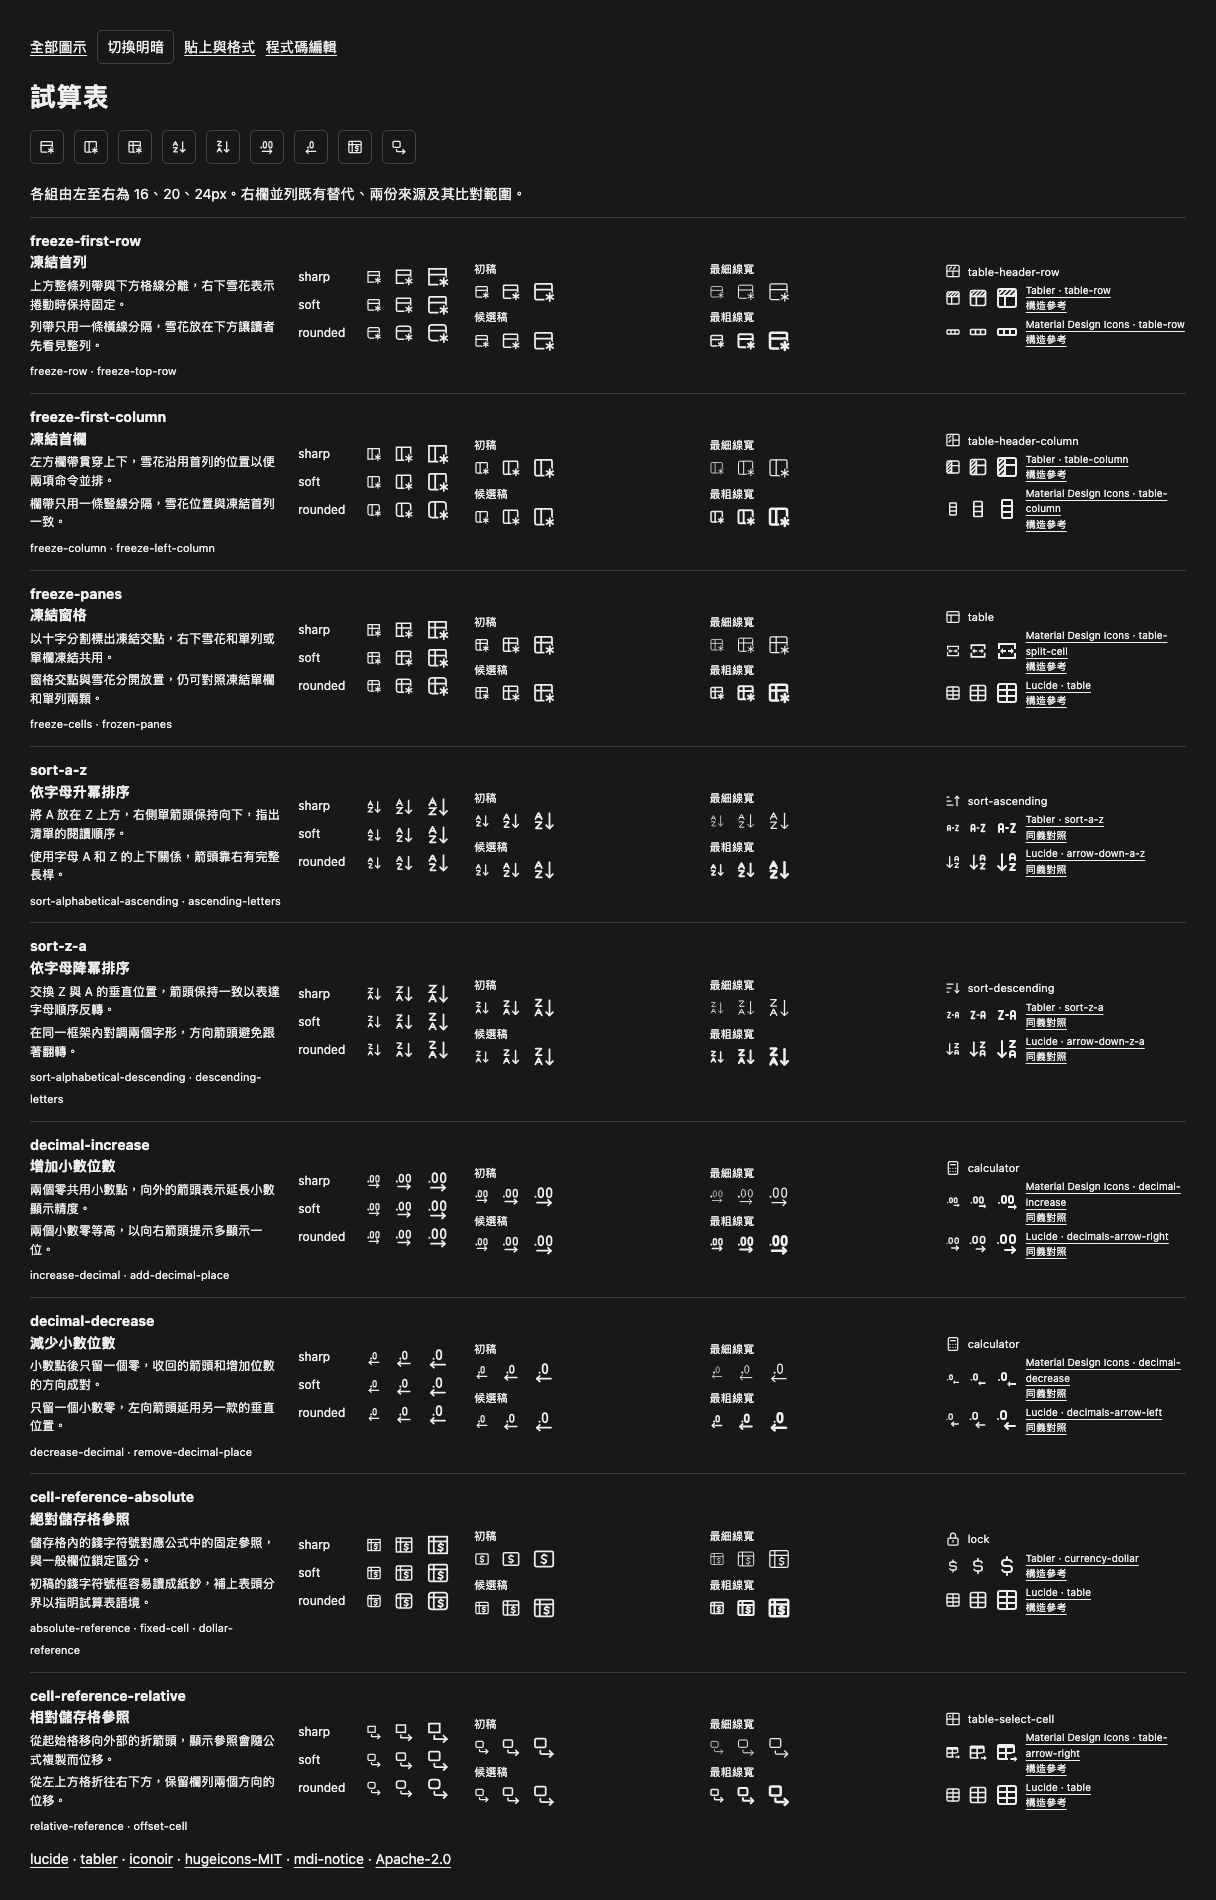 全部圖示 切換明暗 貼上與格式 程式碼編輯
試算表
各組由左至右為 16、20、24px。右欄並列既有替代、兩份來源及其比對範圍。
freeze-first-row
凍結首列
上方整條列帶與下方格線分離，右下雪花表示
捲動時保持固定。
列帶只用一條橫線分隔，雪花放在下方讓讀者
先看見整列。
freeze-row · freeze-top-row
sharp
soft
rounded
初稿
候選稿
最細線寬
最粗線寬
table-header-row
Tabler · table-row
構造參考
Material Design Icons · table-row
構造參考
freeze-first-column
凍結首欄
左方欄帶貫穿上下，雪花沿用首列的位置以便
兩項命令並排。
欄帶只用一條豎線分隔，雪花位置與凍結首列
一致。
freeze-column · freeze-left-column
sharp
soft
rounded
初稿
候選稿
最細線寬
最粗線寬
table-header-column
Tabler · table-column
構造參考
Material Design Icons · table-
column
構造參考
freeze-panes
凍結窗格
以十字分割標出凍結交點，右下雪花和單列或
單欄凍結共用。
窗格交點與雪花分開放置，仍可對照凍結單欄
和單列兩顆。
freeze-cells · frozen-panes
sharp
soft
rounded
初稿
候選稿
最細線寬
最粗線寬
table
Material Design Icons · table-
split-cell
構造參考
Lucide · table
構造參考
sort-a-z
依字母升冪排序
將 A 放在 Z 上方，右側單箭頭保持向下，指出
清單的閱讀順序。
使用字母 A 和 Z 的上下關係，箭頭靠右有完整
長桿。
sort-alphabetical-ascending · ascending-letters
sharp
soft
rounded
初稿
候選稿
最細線寬
最粗線寬
sort-ascending
Tabler · sort-a-z
同義對照
Lucide · arrow-down-a-z
同義對照
sort-z-a
依字母降冪排序
交換 Z 與 A 的垂直位置，箭頭保持一致以表達
字母順序反轉。
在同一框架內對調兩個字形，方向箭頭避免跟
著翻轉。
sort-alphabetical-descending · descending-
letters
sharp
soft
rounded
初稿
候選稿
最細線寬
最粗線寬
sort-descending
Tabler · sort-z-a
同義對照
Lucide · arrow-down-z-a
同義對照
decimal-increase
增加小數位數
兩個零共用小數點，向外的箭頭表示延長小數
顯示精度。
兩個小數零等高，以向右箭頭提示多顯示一
位。
increase-decimal · add-decimal-place
sharp
soft
rounded
初稿
候選稿
最細線寬
最粗線寬
calculator
Material Design Icons · decimal-
increase
同義對照
Lucide · decimals-arrow-right
同義對照
decimal-decrease
減少小數位數
小數點後只留一個零，收回的箭頭和增加位數
的方向成對。
只留一個小數零，左向箭頭延用另一款的垂直
位置。
decrease-decimal · remove-decimal-place
sharp
soft
rounded
初稿
候選稿
最細線寬
最粗線寬
calculator
Material Design Icons · decimal-
decrease
同義對照
Lucide · decimals-arrow-left
同義對照
cell-reference-absolute
絕對儲存格參照
儲存格內的錢字符號對應公式中的固定參照，
與一般欄位鎖定區分。
初稿的錢字符號框容易讀成紙鈔，補上表頭分
界以指明試算表語境。
absolute-reference · fixed-cell · dollar-
reference
sharp
soft
rounded
初稿
候選稿
最細線寬
最粗線寬
lock
Tabler · currency-dollar
構造參考
Lucide · table
構造參考
cell-reference-relative
相對儲存格參照
從起始格移向外部的折箭頭，顯示參照會隨公
式複製而位移。
從左上方格折往右下方，保留欄列兩個方向的
位移。
relative-reference · offset-cell
sharp
soft
rounded
初稿
候選稿
最細線寬
最粗線寬
table-select-cell
Material Design Icons · table-
arrow-right
構造參考
Lucide · table
構造參考
lucide · tabler · iconoir · hugeicons-MIT · mdi-notice · Apache-2.0